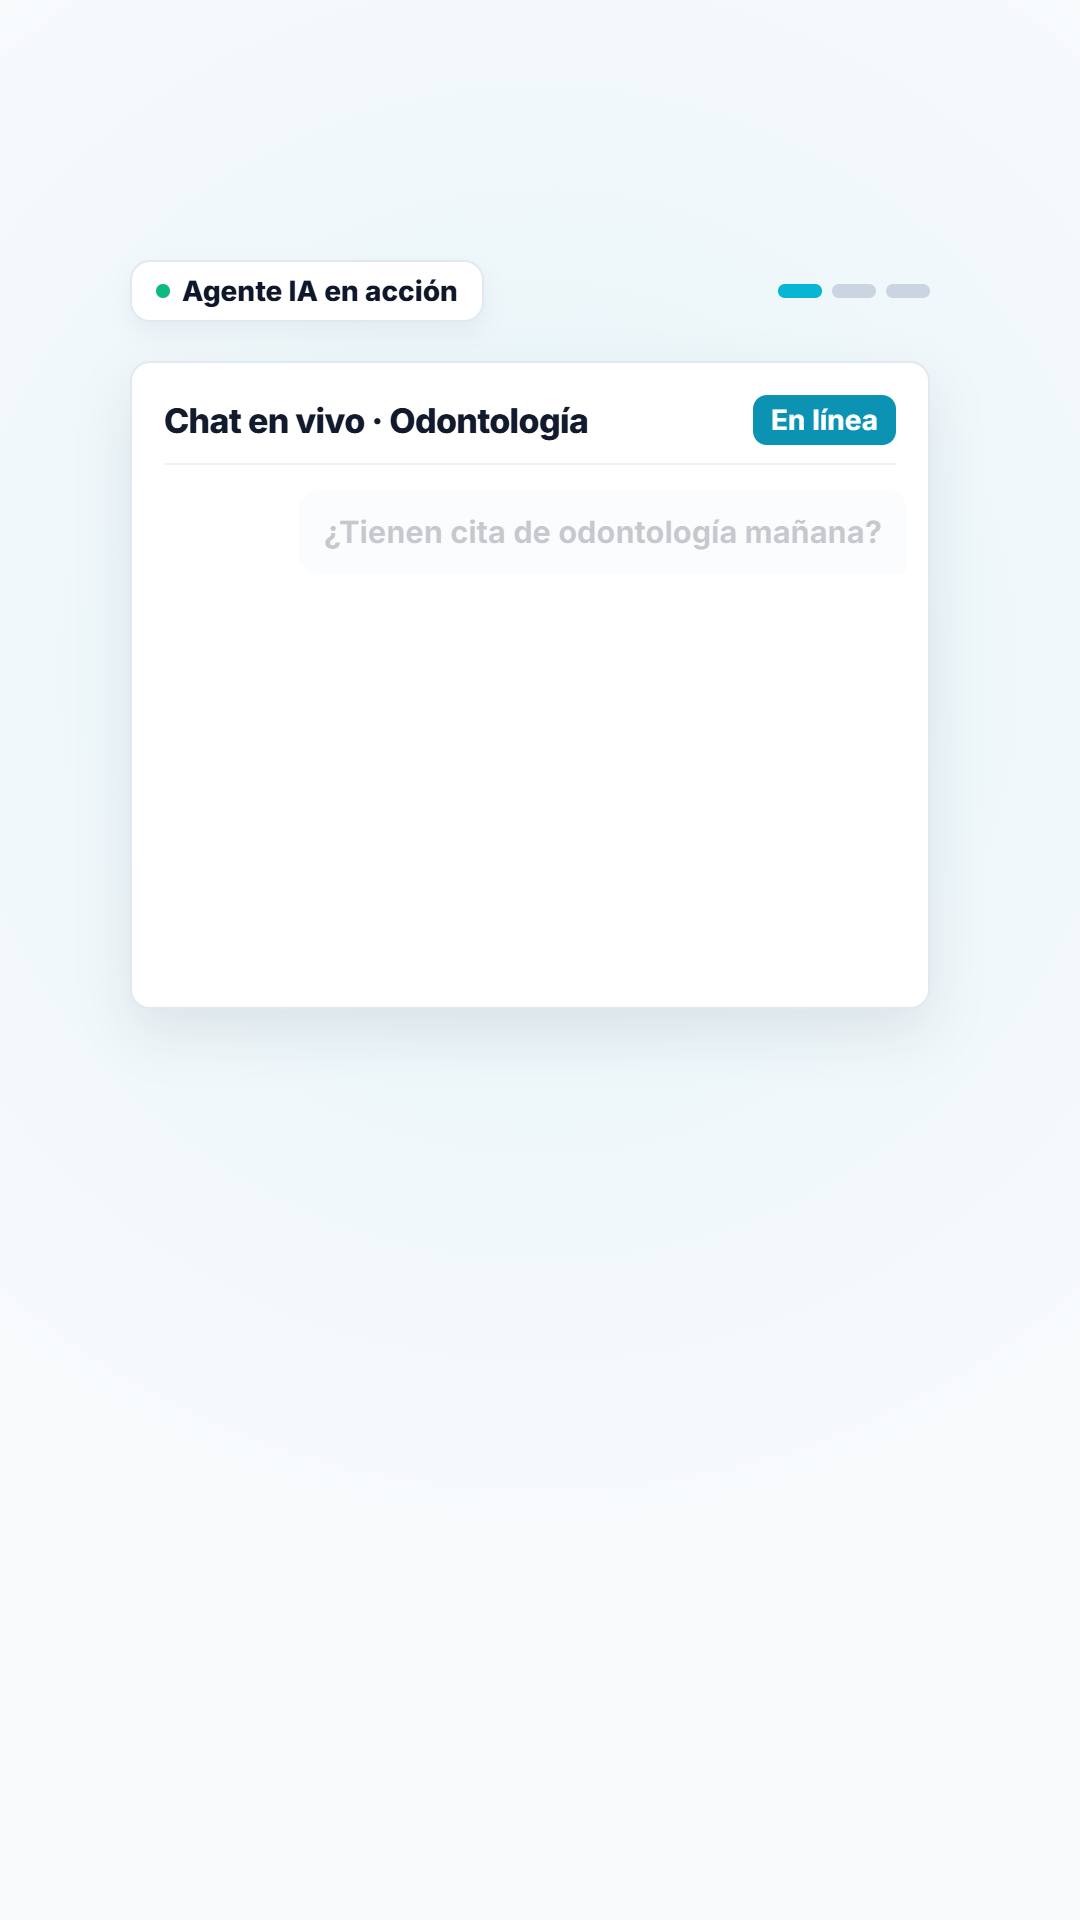 Agente IA en acción
Chat en vivo · Odontología
En línea
¿Tienen cita de odontología mañana?